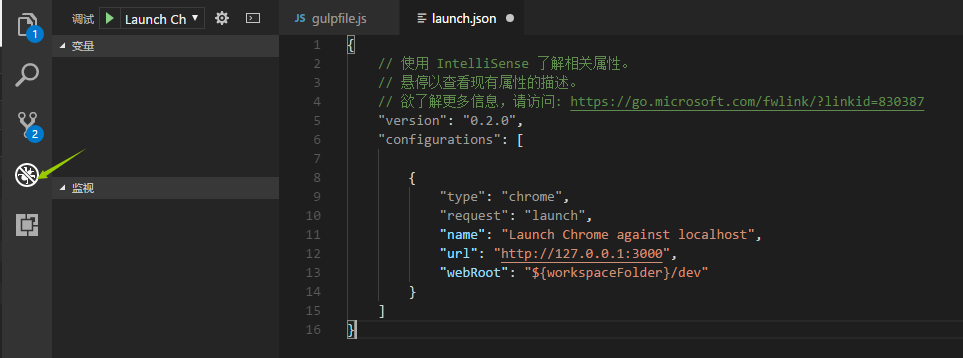 调试 Launch Ch
gulpfile.js
launch.json
1
变量
2
监视
1 {
2 // 使用 IntelliSense 了解相关属性。
3 // 悬停以查看现有属性的描述。
4 // 欲了解更多信息，请访问: https://go.microsoft.com/fwlink/?linkid=830387
5 "version": "0.2.0",
6 "configurations": [
7
8 {
9 "type": "chrome",
10 "request": "launch",
11 "name": "Launch Chrome against localhost",
12 "url": "http://127.0.0.1:3000",
13 "webRoot": "${workspaceFolder}/dev"
14 }
15 ]
16 }